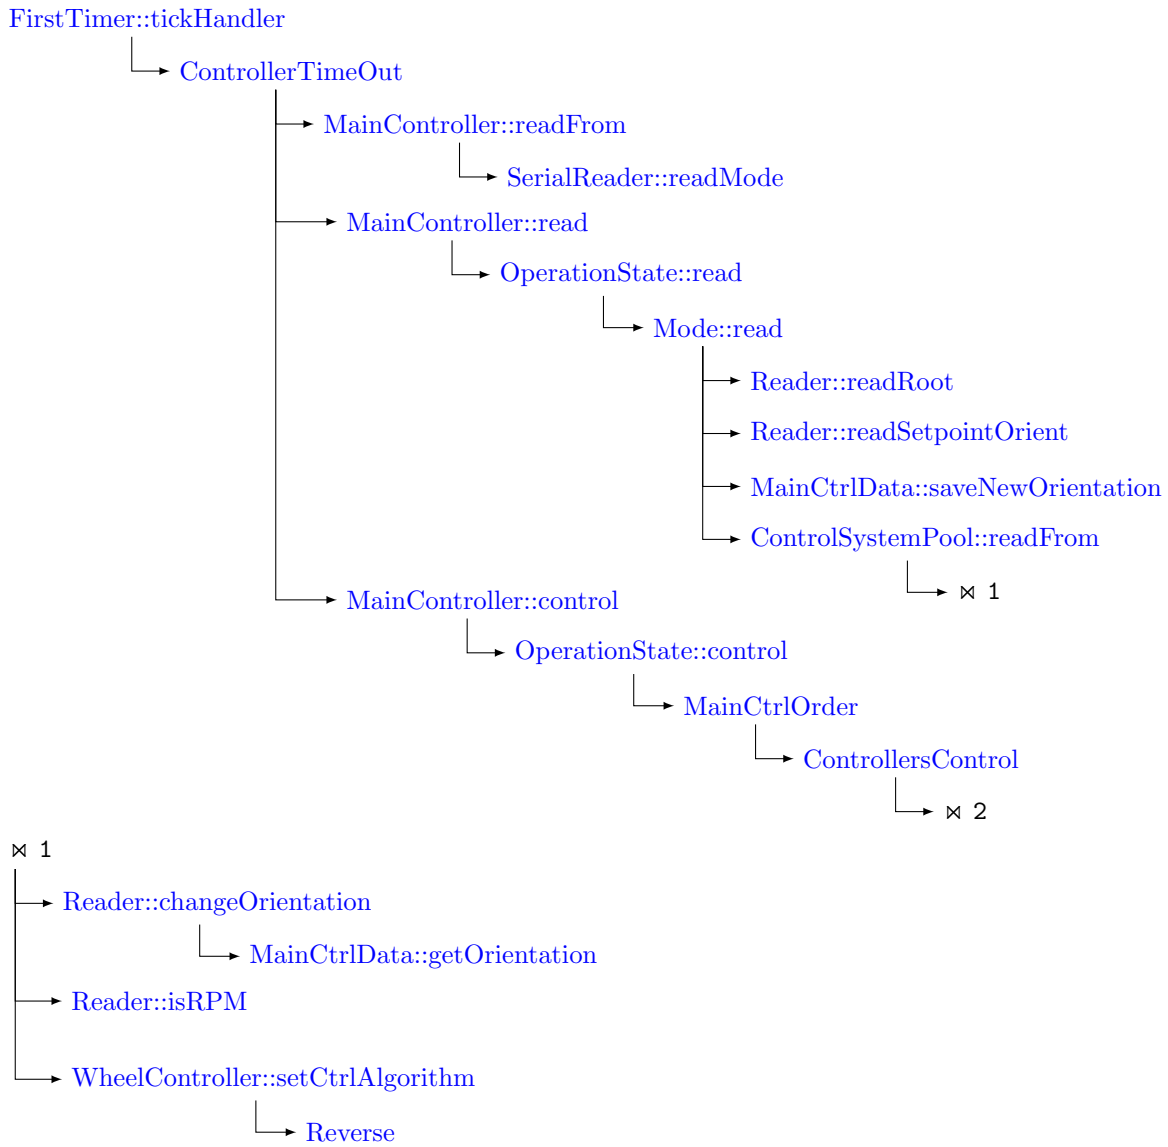 FirstTimer::tickHandler
ControllerTimeOut
MainController::readFrom
SerialReader::readMode
MainController::read
OperationState::read
Mode::read
Reader::readRoot
Reader::readSetpointOrient
MainCtrlData::saveNewOrientation
ControlSystemPool::readFrom
⋈ 1
MainController::control
OperationState::control
MainCtrlOrder
ControllersControl
⋈ 2
⋈ 1
Reader::changeOrientation
MainCtrlData::getOrientation
Reader::isRPM
WheelController::setCtrlAlgorithm
Reverse